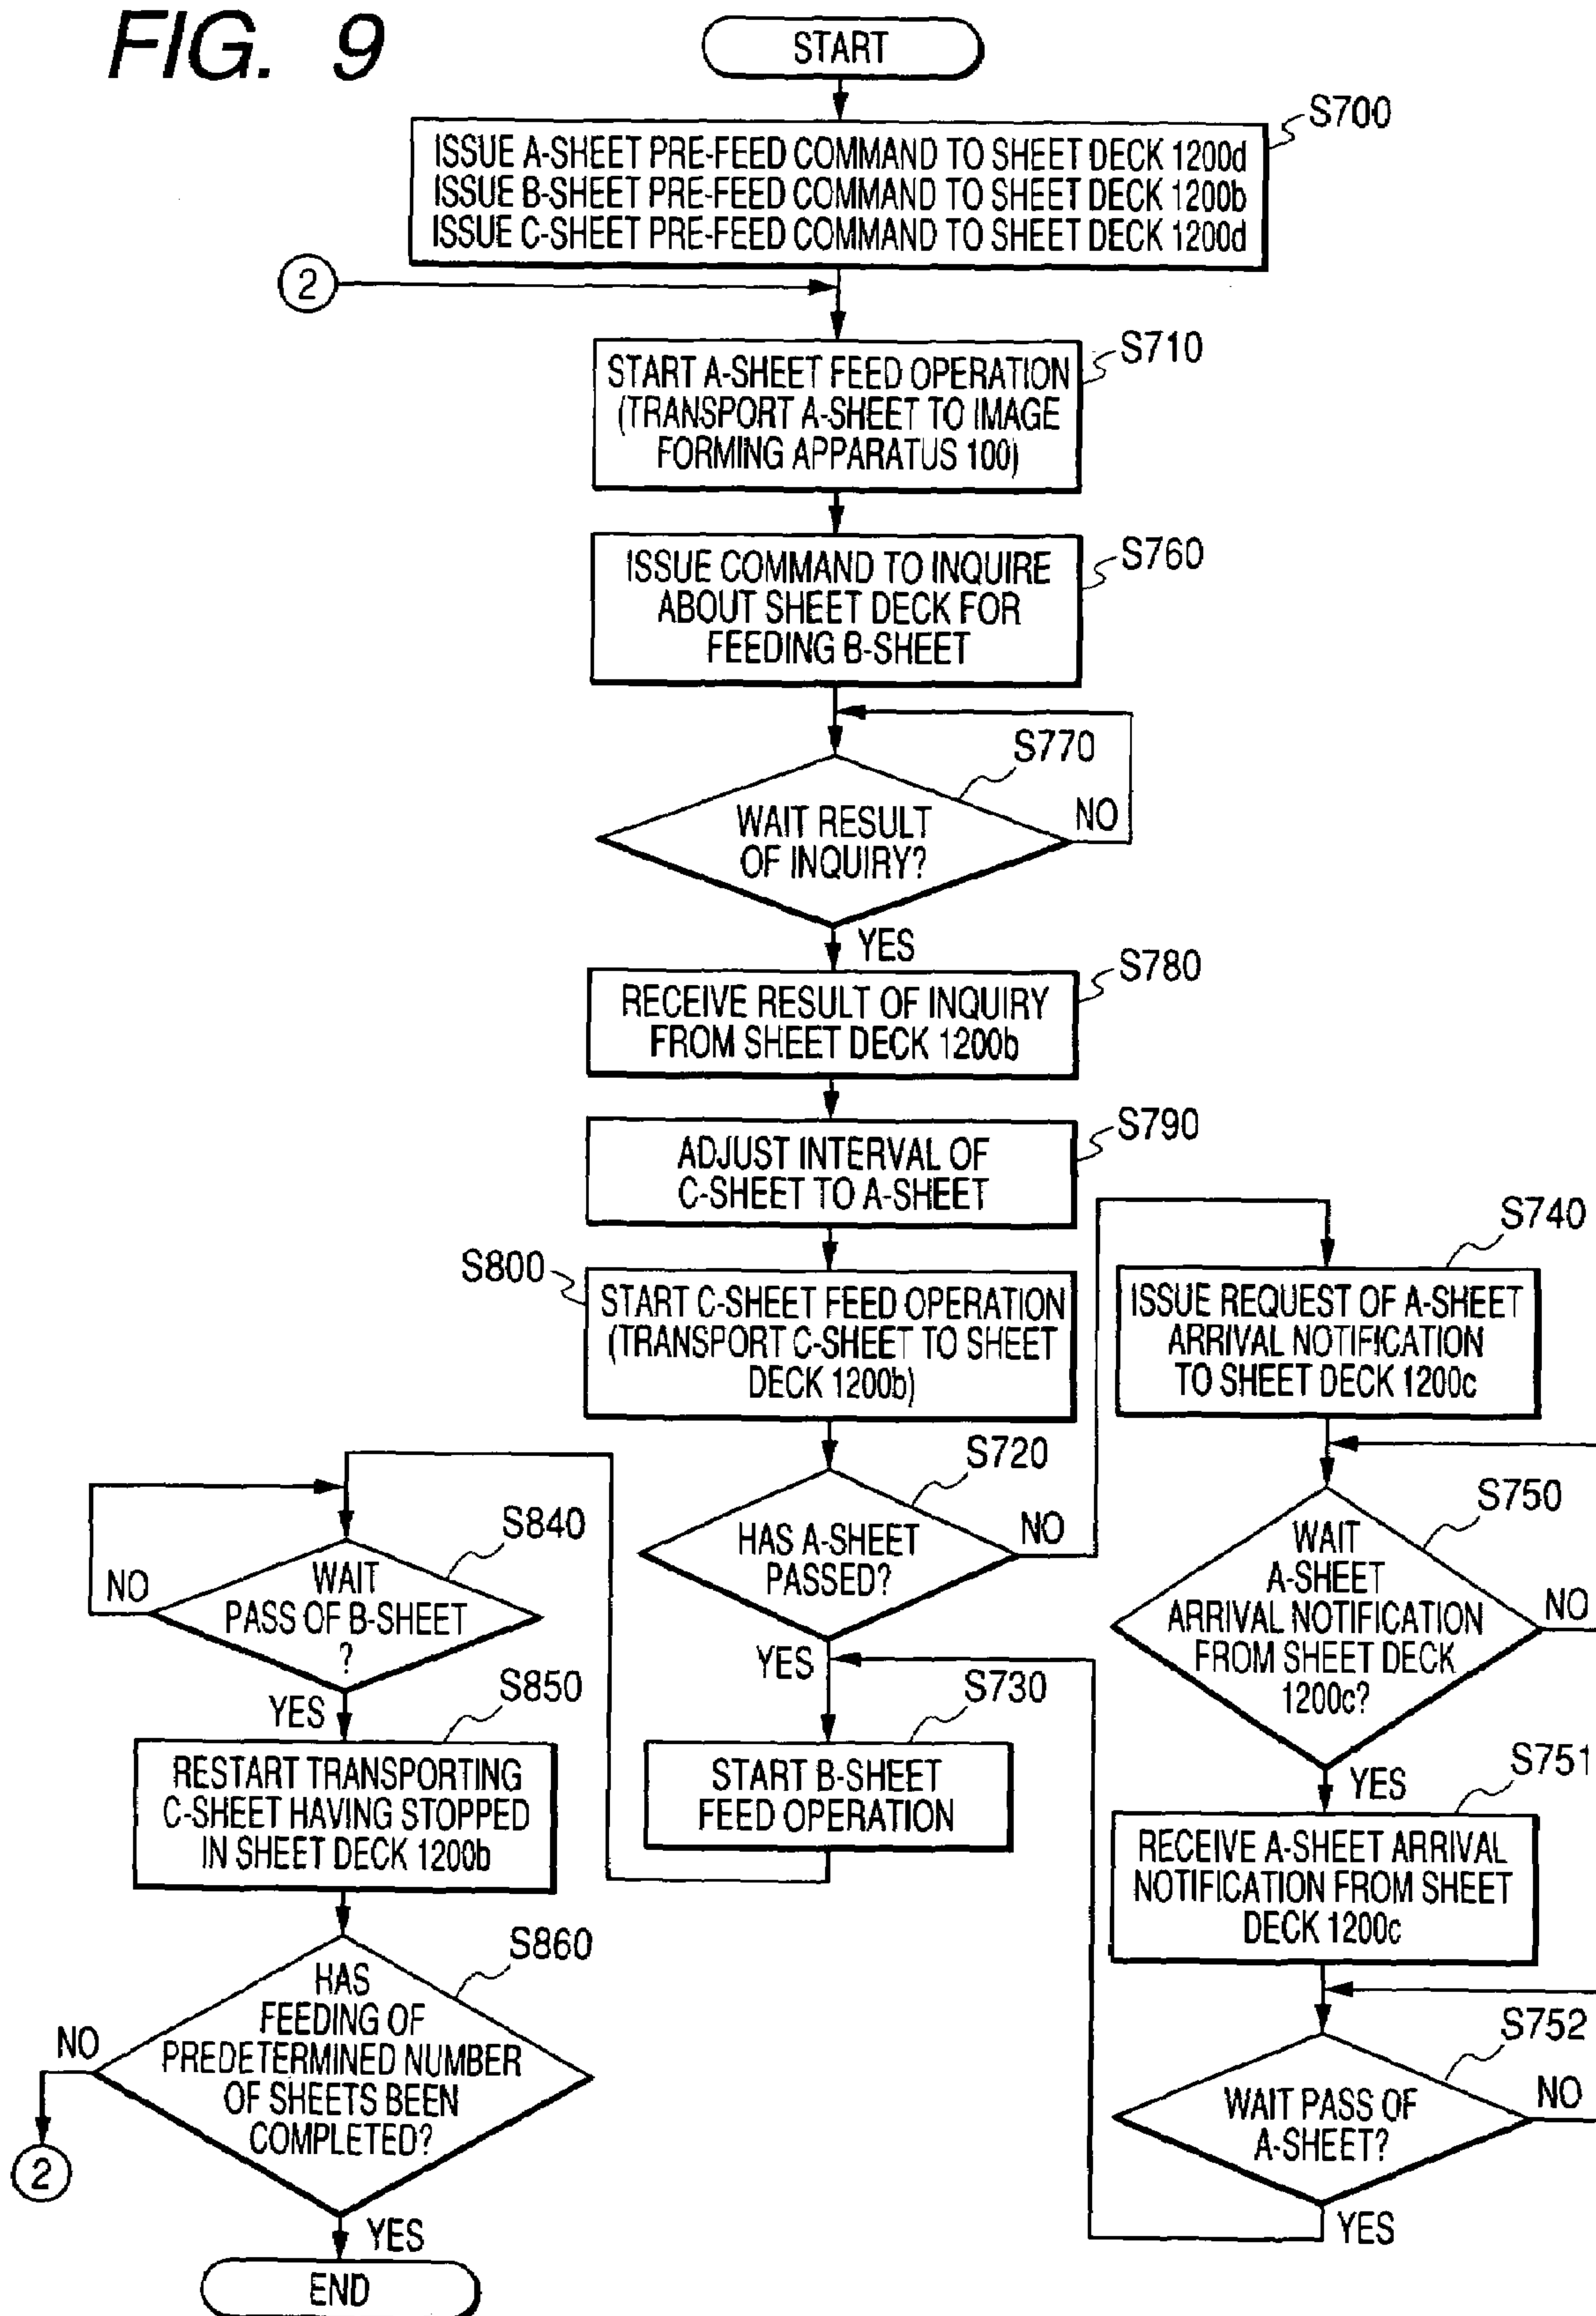 FIG. 9
START
S700
ISSUE A-SHEET PRE-FEED COMMAND TO SHEET DECK 1200d
ISSUE B-SHEET PRE-FEED COMMAND TO SHEET DECK 1200b
ISSUE C-SHEET PRE-FEED COMMAND TO SHEET DECK 1200d
2
S710
START A-SHEET FEED OPERATION
(TRANSPORT A-SHEET TO IMAGE
FORMING APPARATUS 100)
S760
ISSUE COMMAND TO INQUIRE
ABOUT SHEET DECK FOR
FEEDING B-SHEET
S770
WAIT RESULT
OF INQUIRY?
NO
YES
S780
RECEIVE RESULT OF INQUIRY
FROM SHEET DECK 1200b
S790
ADJUST INTERVAL OF
C-SHEET TO A-SHEET
S800
START C-SHEET FEED OPERATION
(TRANSPORT C-SHEET TO SHEET
DECK 1200b)
S720
HAS A-SHEET
PASSED?
NO
YES
S730
START B-SHEET
FEED OPERATION
S740
ISSUE REQUEST OF A-SHEET
ARRIVAL NOTIFICATION
TO SHEET DECK 1200c
S750
WAIT
A-SHEET
ARRIVAL NOTIFICATION
FROM SHEET DECK
1200c?
NO
YES
S751
RECEIVE A-SHEET ARRIVAL
NOTIFICATION FROM SHEET
DECK 1200c
S752
WAIT PASS OF
A-SHEET?
NO
YES
S840
WAIT
PASS OF B-SHEET
?
NO
YES
S850
RESTART TRANSPORTING
C-SHEET HAVING STOPPED
IN SHEET DECK 1200b
S860
HAS
FEEDING OF
PREDETERMINED NUMBER
OF SHEETS BEEN
COMPLETED?
NO
2
YES
END